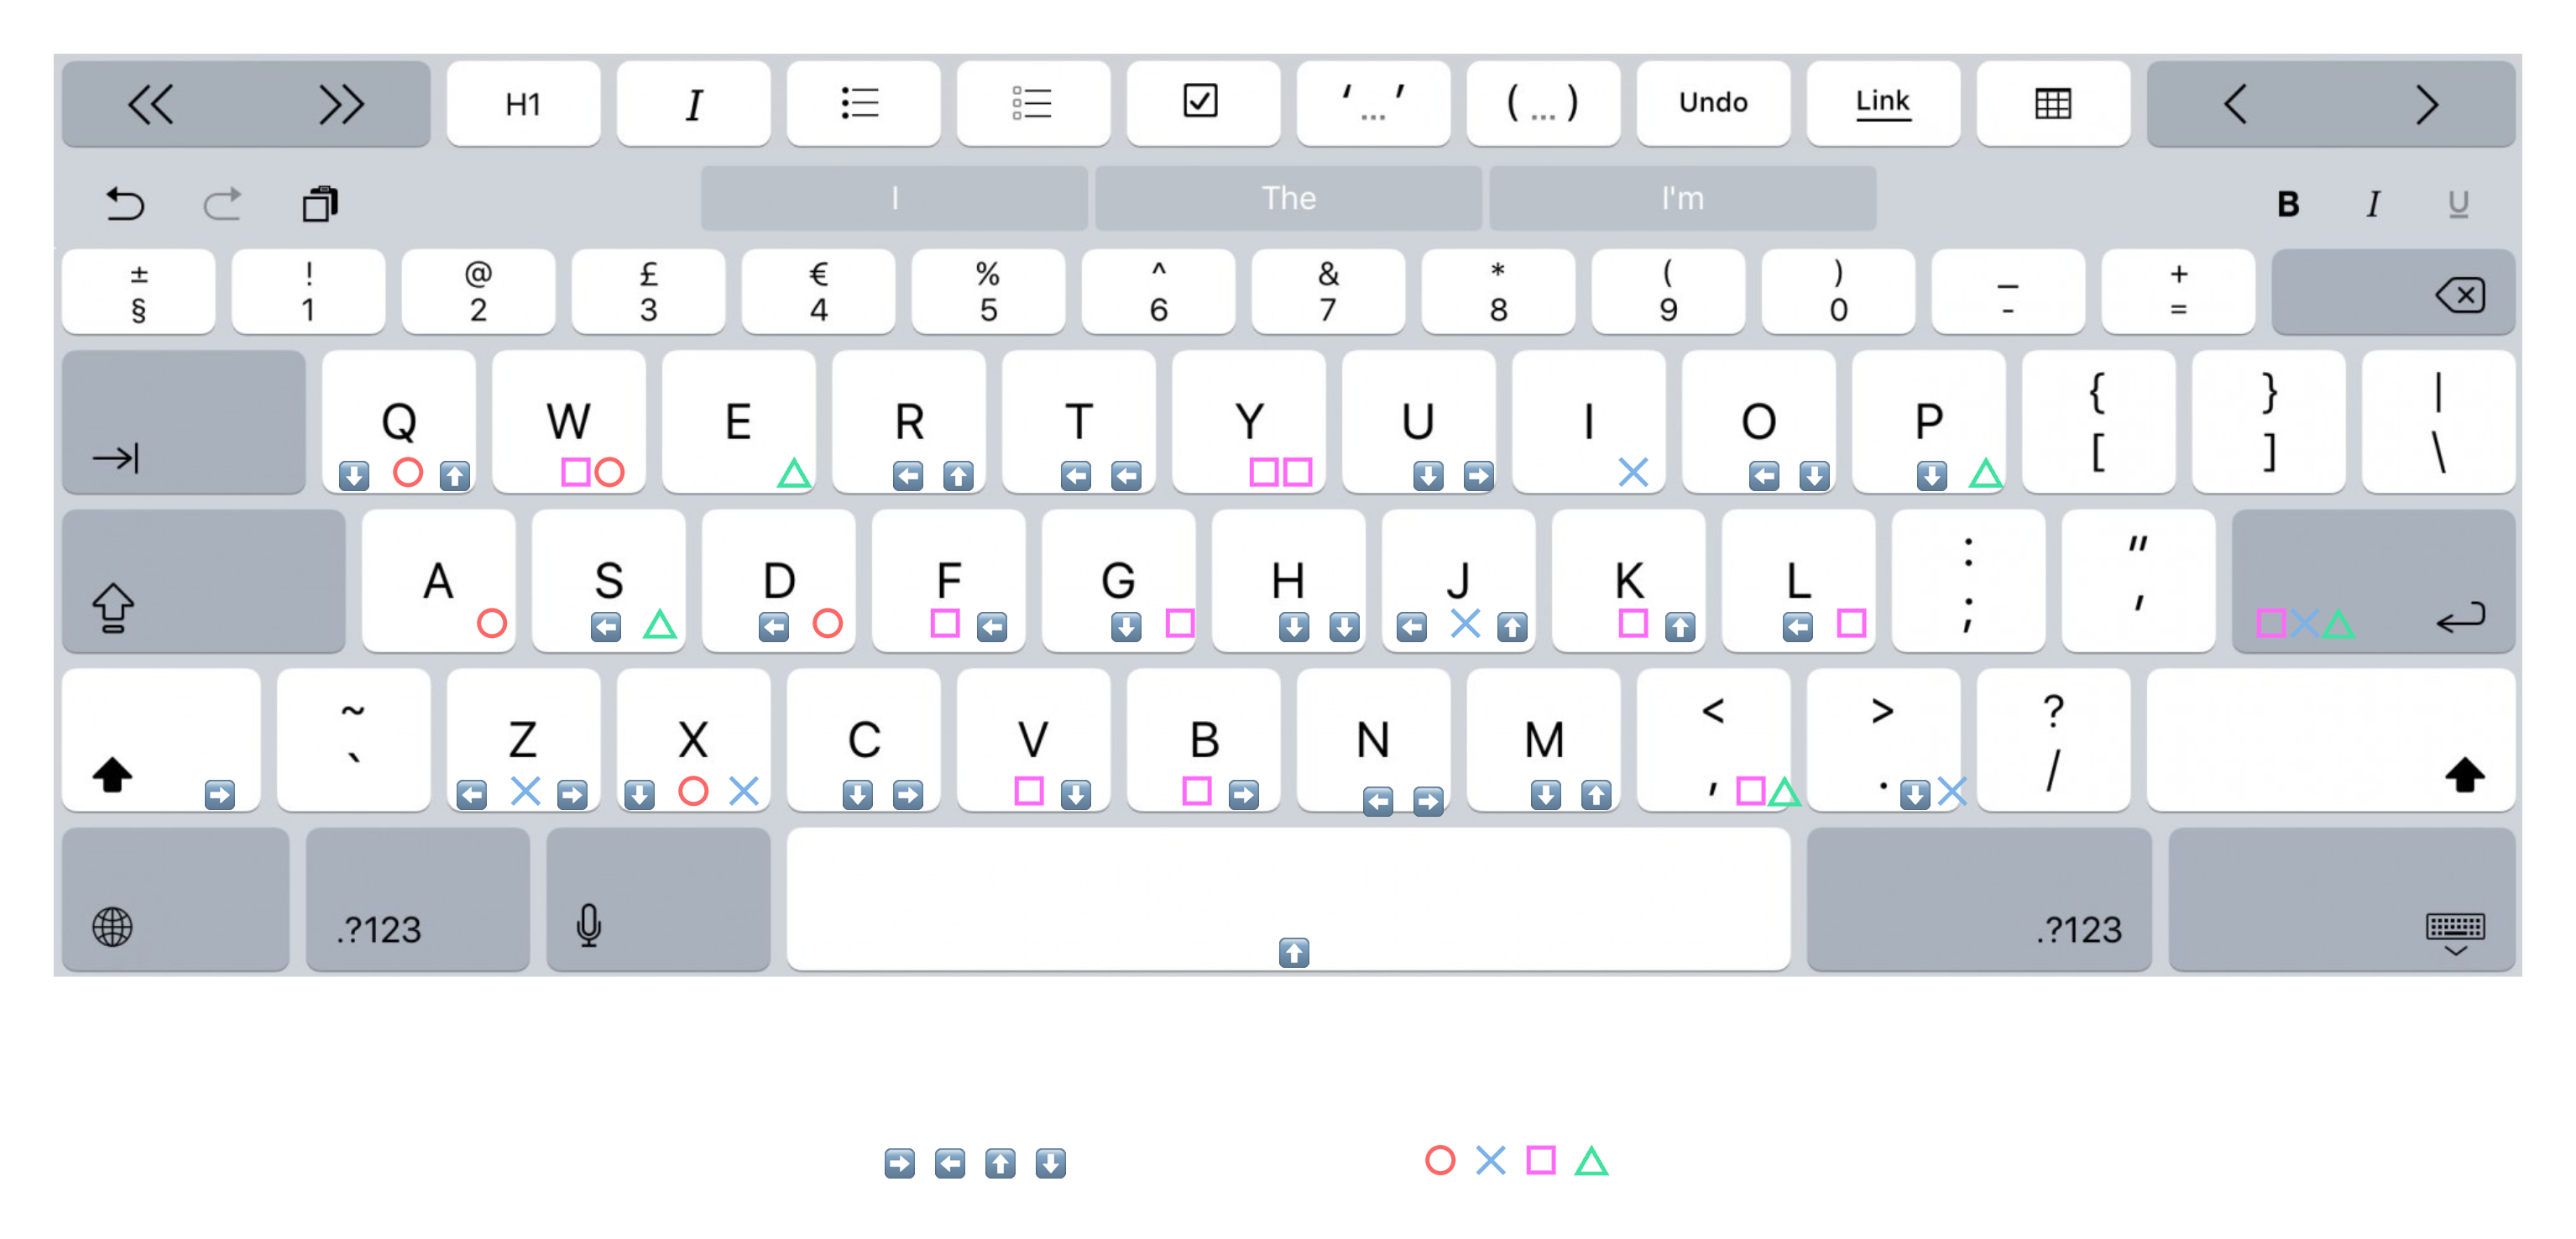 H1 I ' ... ' ( ... ) Undo Link
I The I'm B I U
± ! @ £ € % ^ & * ( ) _ +
§ 1 2 3 4 5 6 7 8 9 0 - =
Q W E R T Y U I O P { } |
[ ] \
A S D F G H J K L : "
; '
~ Z X C V B N M < > ?
` , . /
.?123 .?123